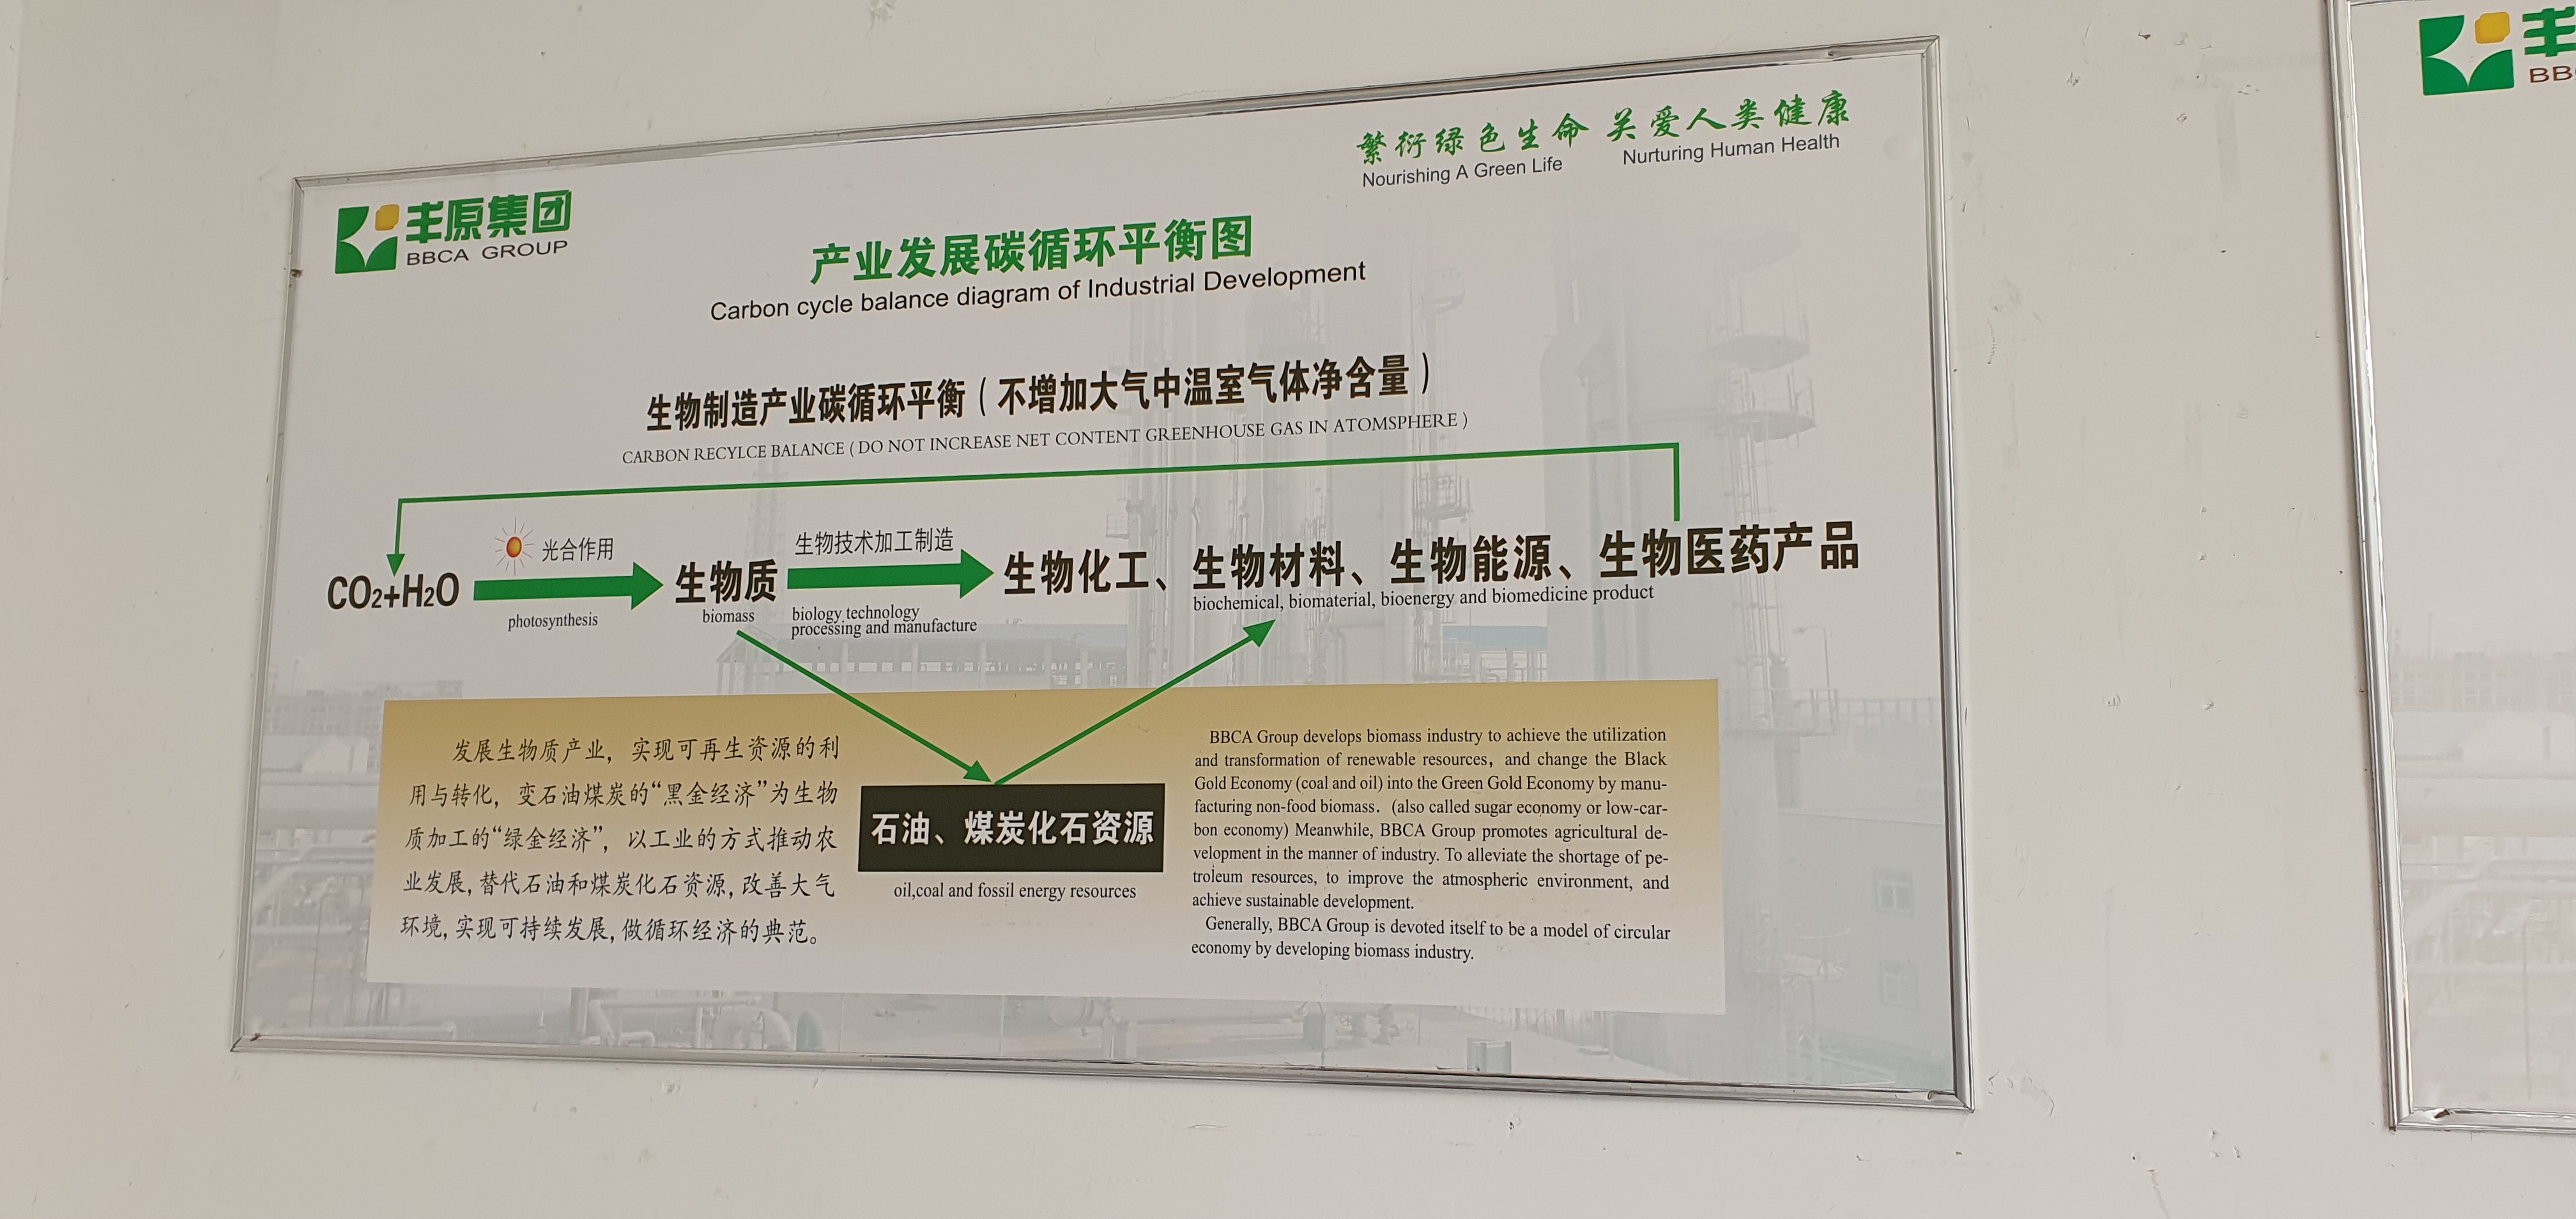 丰原集团
BBCA GROUP
繁衍绿色生命 关爱人类健康
Nourishing A Green Life Nurturing Human Health
产业发展碳循环平衡图
Carbon cycle balance diagram of Industrial Development
生物制造产业碳循环平衡（不增加大气中温室气体净含量）
CARBON RECYLCE BALANCE ( DO NOT INCREASE NET CONTENT GREENHOUSE GAS IN ATOMSPHERE )
CO2+H2O
光合作用
photosynthesis
生物质
biomass
生物技术加工制造
biology technology
processing and manufacture
生物化工、生物材料、生物能源、生物医药产品
biochemical, biomaterial, bioenergy and biomedicine product
发展生物质产业，实现可再生资源的利
用与转化，变石油煤炭的“黑金经济”为生物
质加工的“绿金经济”，以工业的方式推动农
业发展，替代石油和煤炭化石资源，改善大气
环境，实现可持续发展，做循环经济的典范。
石油、煤炭化石资源
oil,coal and fossil energy resources
BBCA Group develops biomass industry to achieve the utilization
and transformation of renewable resources，and change the Black
Gold Economy (coal and oil) into the Green Gold Economy by manu-
facturing non-food biomass.  (also called sugar economy or low-car-
bon economy) Meanwhile, BBCA Group promotes agricultural de-
velopment in the manner of industry. To alleviate the shortage of pe-
troleum resources, to improve the atmospheric environment, and
achieve sustainable development.
Generally, BBCA Group is devoted itself to be a model of circular
economy by developing biomass industry.
丰
BB